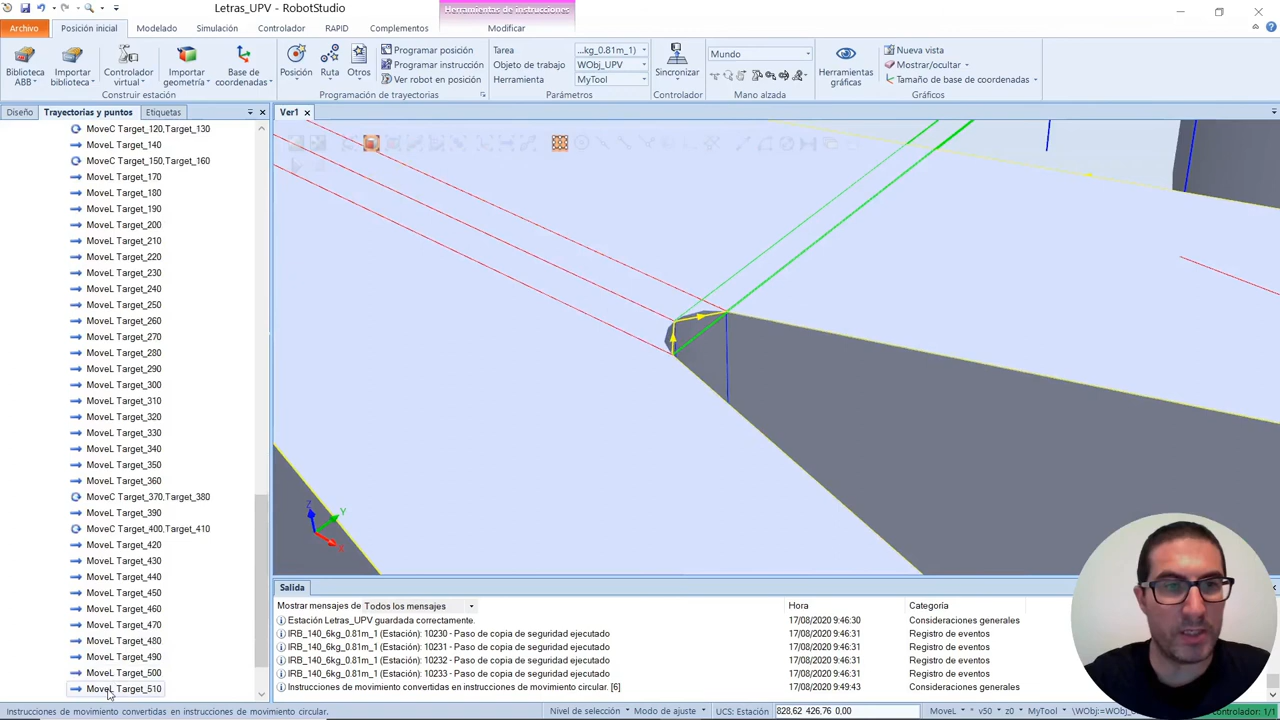 Letras_UPV - RobotStudio
Herramientas de instrucciones
Archivo
Posición inicial
Modelado
Simulación
Controlador
RAPID
Complementos
Modificar
Biblioteca ABB
Importar biblioteca
Controlador virtual
Importar geometría
Base de coordenadas
Construir estación
Posición
Ruta
Otros
Programar posición
Programar instrucción
Ver robot en posición
Programación de trayectorias
Tarea
...kg_0.81m_1)
Objeto de trabajo
WObj_UPV
Herramienta
MyTool
Parámetros
Sincronizar
Controlador
Mundo
Mano alzada
Herramientas gráficas
Nueva vista
Mostrar/ocultar
Tamaño de base de coordenadas
Gráficos
Diseño
Trayectorias y puntos
Etiquetas
Ver1
MoveC Target_120,Target_130
MoveL Target_140
MoveC Target_150,Target_160
MoveL Target_170
MoveL Target_180
MoveL Target_190
MoveL Target_200
MoveL Target_210
MoveL Target_220
MoveL Target_230
MoveL Target_240
MoveL Target_250
MoveL Target_260
MoveL Target_270
MoveL Target_280
MoveL Target_290
MoveL Target_300
MoveL Target_310
MoveL Target_320
MoveL Target_330
MoveL Target_340
MoveL Target_350
MoveL Target_360
MoveC Target_370,Target_380
MoveL Target_390
MoveC Target_400,Target_410
MoveL Target_420
MoveL Target_430
MoveL Target_440
MoveL Target_450
MoveL Target_460
MoveL Target_470
MoveL Target_480
MoveL Target_490
MoveL Target_500
MoveL Target_510
Z
Y
X
Salida
Mostrar mensajes de Todos los mensajes
Hora
Categoría
Estación Letras_UPV guardada correctamente. 17/08/2020 9:46:30 Consideraciones generales
IRB_140_6kg_0.81m_1 (Estación): 10230 - Paso de copia de seguridad ejecutado 17/08/2020 9:46:31 Registro de eventos
IRB_140_6kg_0.81m_1 (Estación): 10231 - Paso de copia de seguridad ejecutado 17/08/2020 9:46:31 Registro de eventos
IRB_140_6kg_0.81m_1 (Estación): 10232 - Paso de copia de seguridad ejecutado 17/08/2020 9:46:31 Registro de eventos
IRB_140_6kg_0.81m_1 (Estación): 10233 - Paso de copia de seguridad ejecutado 17/08/2020 9:46:31 Registro de eventos
Instrucciones de movimiento convertidas en instrucciones de movimiento circular. [6] 17/08/2020 9:49:43 Consideraciones generales
Instrucciones de movimiento convertidas en instrucciones de movimiento circular.
Nivel de selección
Modo de ajuste
UCS: Estación
828,62 426,76 0,00
MoveL * v50 z0 MyTool \WObj:=WObj_
controlador: 1/1